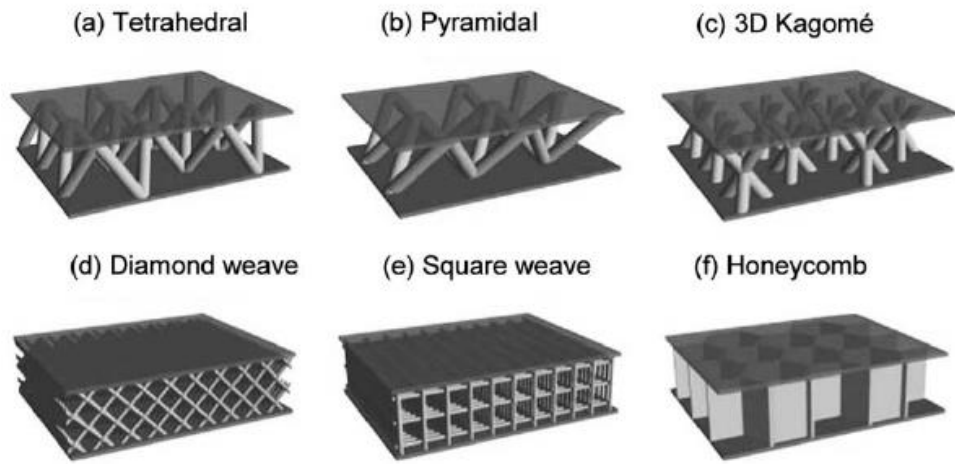 (a) Tetrahedral
(b) Pyramidal
(c) 3D Kagomé
(d) Diamond weave
(e) Square weave
(f) Honeycomb